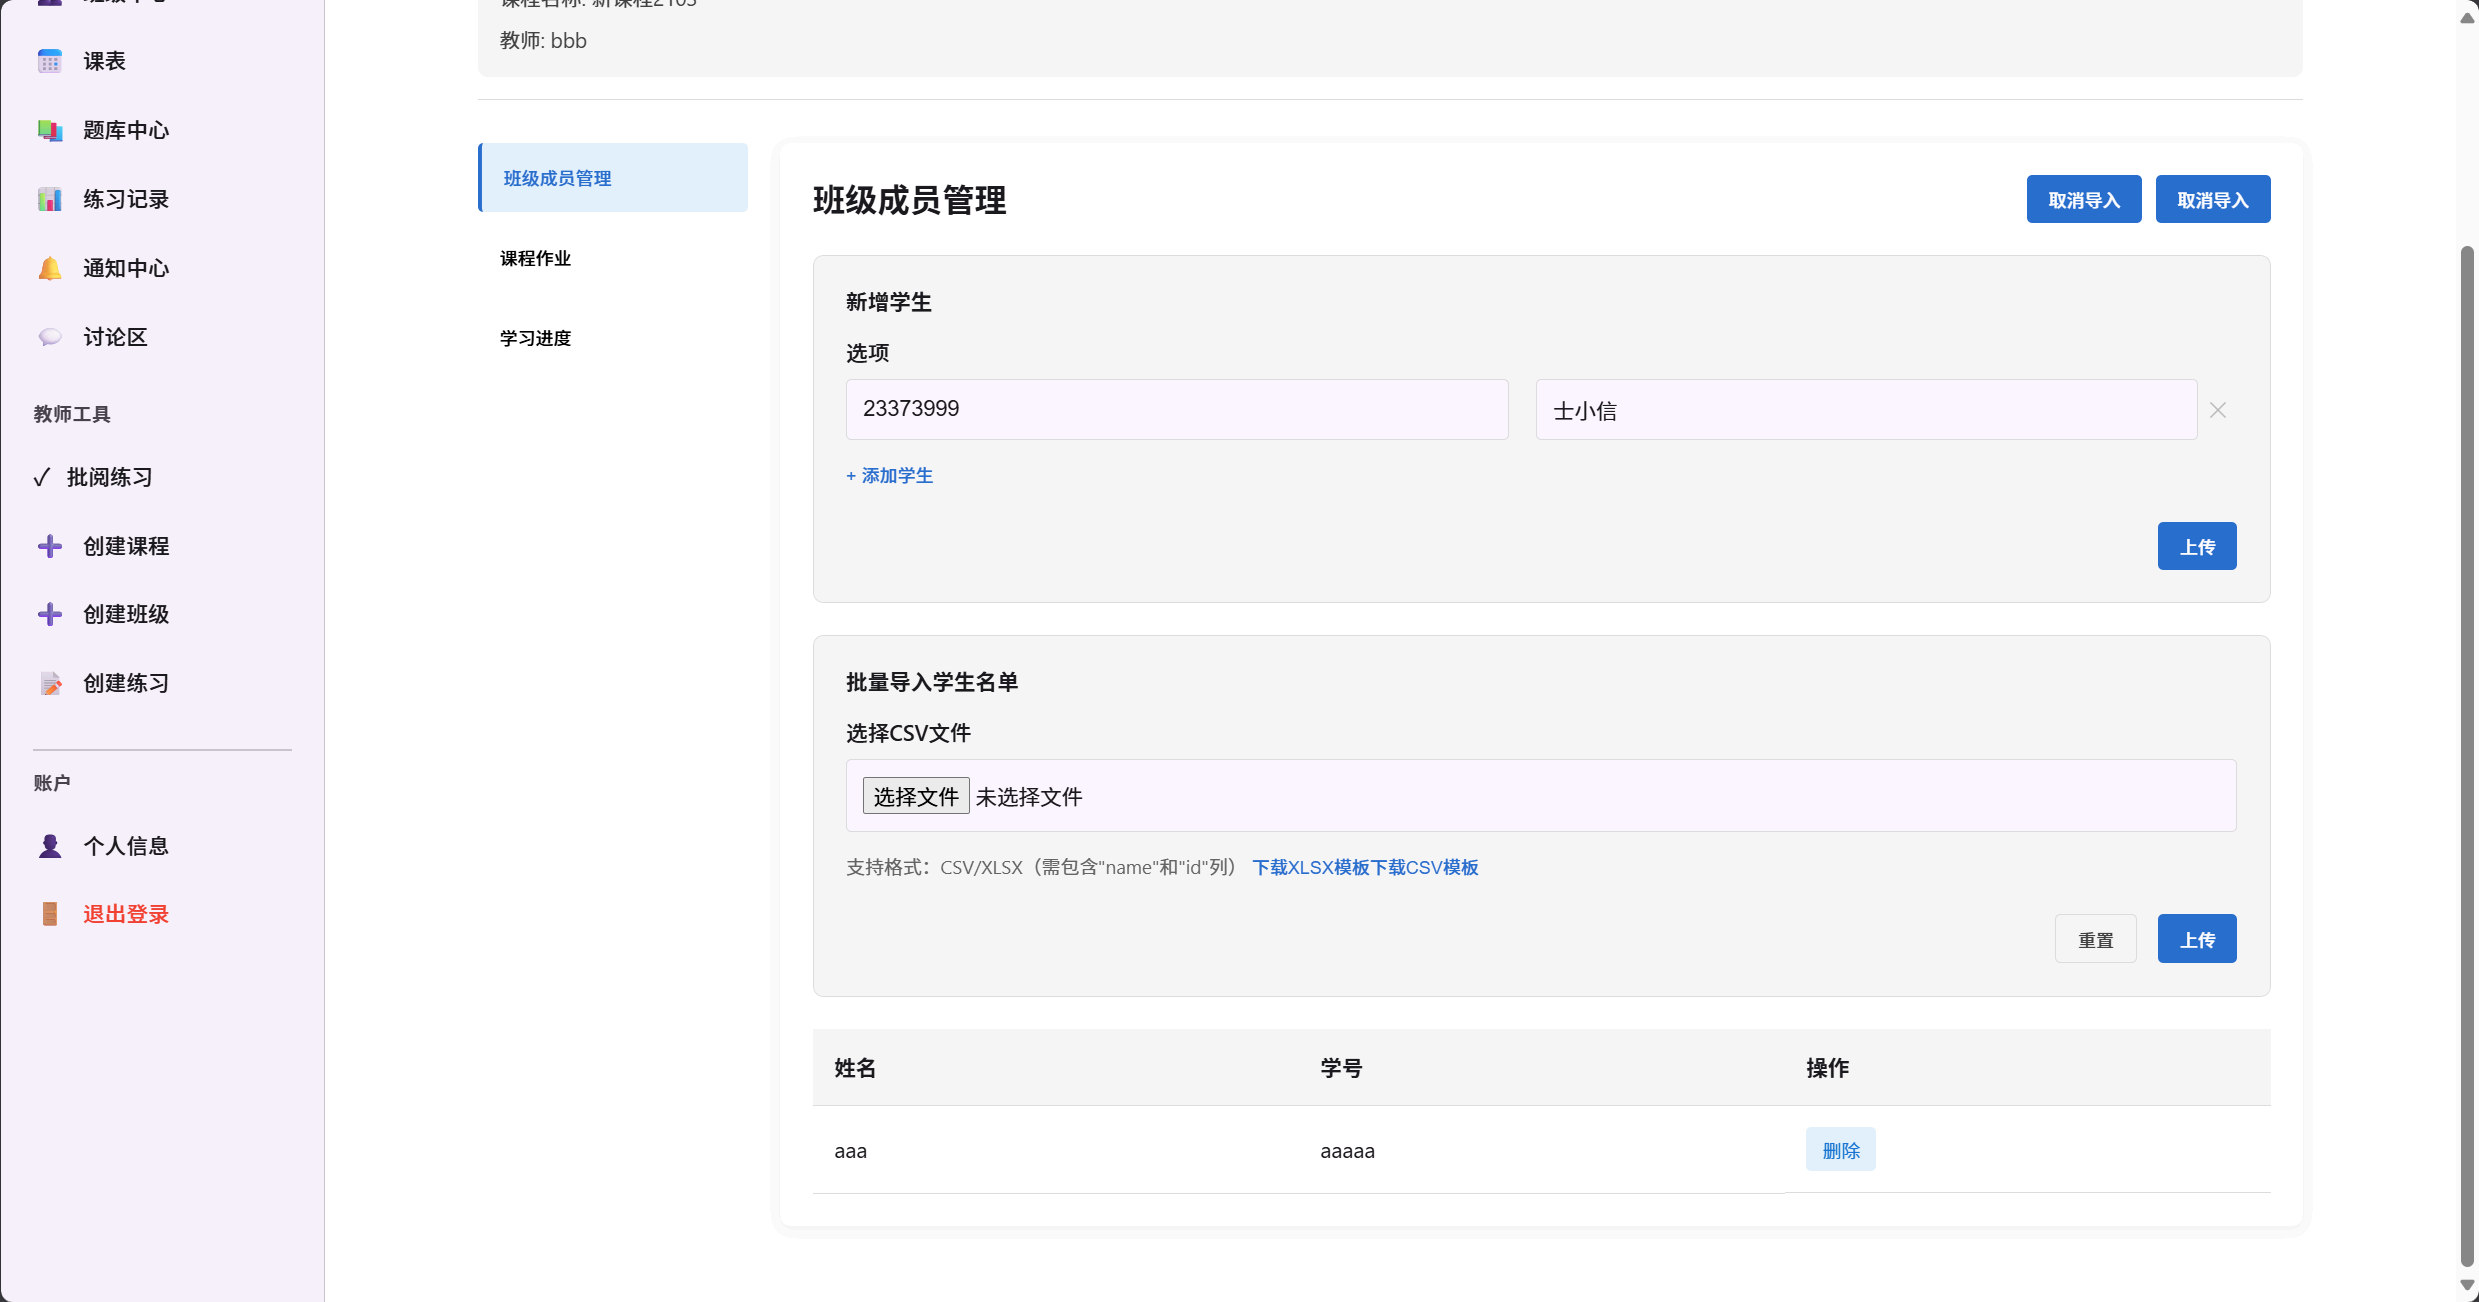 课表
题库中心
练习记录
通知中心
讨论区
教师工具
批阅练习
创建课程
创建班级
创建练习
账户
个人信息
退出登录
教师: bbb
班级成员管理
课程作业
学习进度
班级成员管理
取消导入 取消导入
新增学生
选项
23373999 士小信
+ 添加学生
上传
批量导入学生名单
选择CSV文件
选择文件 未选择文件
支持格式：CSV/XLSX（需包含"name"和"id"列） 下载XLSX模板下载CSV模板
重置 上传
姓名 学号 操作
aaa aaaaa 删除